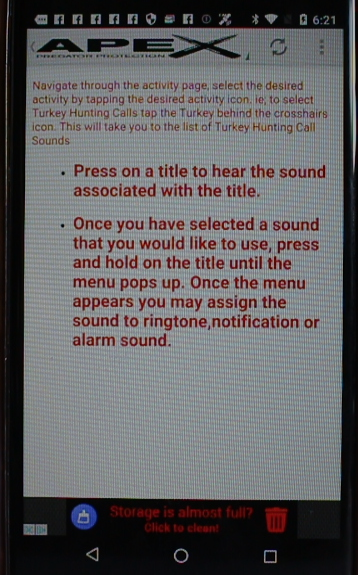 6:21
APEX
PREDATOR PROTECTION
Navigate through the activity page, select the desired
activity by tapping the desired activity icon. ie, to select
Turkey Hunting Calls tap the Turkey behind the crosshairs
icon. This will take you to the list of Turkey Hunting Call
Sounds
• Press on a title to hear the sound
associated with the title.
• Once you have selected a sound
that you would like to use, press
and hold on the title until the
menu pops up. Once the menu
appears you may assign the
sound to ringtone,notification or
alarm sound.
Storage is almost full?
Click to clean!